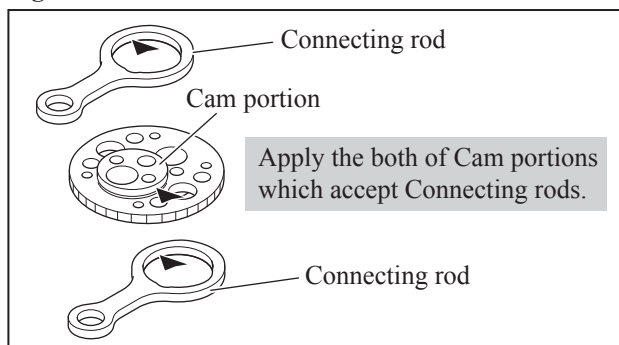 Connecting rod
Cam portion
Apply the both of Cam portions
which accept Connecting rods.
Connecting rod